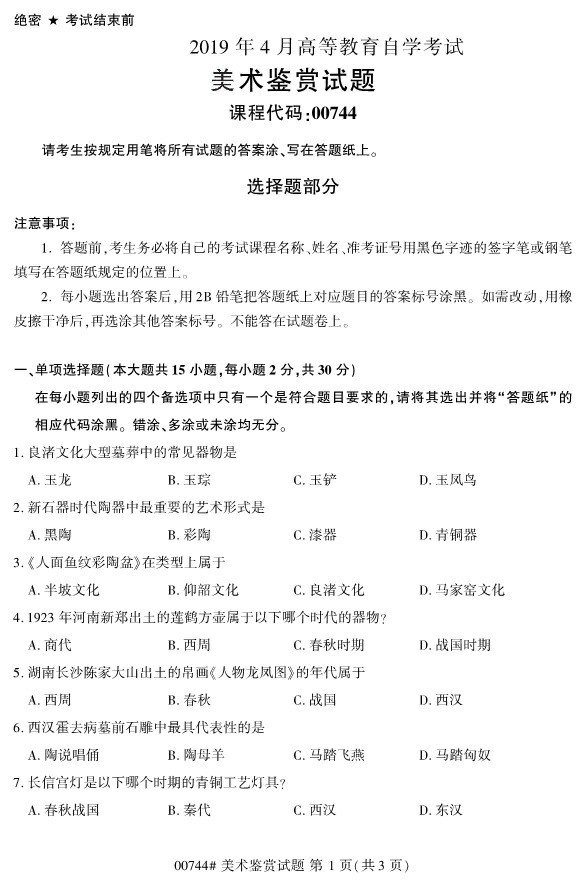 绝密 ★ 考试结束前
2019 年 4 月高等教育自学考试
美术鉴赏试题
课程代码:00744
请考生按规定用笔将所有试题的答案涂、写在答题纸上。
选择题部分
注意事项:
1. 答题前,考生务必将自己的考试课程名称、姓名、准考证号用黑色字迹的签字笔或钢笔
填写在答题纸规定的位置上。
2. 每小题选出答案后,用 2B 铅笔把答题纸上对应题目的答案标号涂黑。如需改动,用橡
皮擦干净后,再选涂其他答案标号。不能答在试题卷上。
一、单项选择题(本大题共 15 小题,每小题 2 分,共 30 分)
在每小题列出的四个备选项中只有一个是符合题目要求的,请将其选出并将“答题纸”的
相应代码涂黑。错涂、多涂或未涂均无分。
1. 良渚文化大型墓葬中的常见器物是
A. 玉龙 B. 玉琮 C. 玉铲 D. 玉凤鸟
2. 新石器时代陶器中最重要的艺术形式是
A. 黑陶 B. 彩陶 C. 漆器 D. 青铜器
3.《人面鱼纹彩陶盆》在类型上属于
A. 半坡文化 B. 仰韶文化 C. 良渚文化 D. 马家窑文化
4. 1923 年河南新郑出土的莲鹤方壶属于以下哪个时代的器物?
A. 商代 B. 西周 C. 春秋时期 D. 战国时期
5. 湖南长沙陈家大山出土的帛画《人物龙凤图》的年代属于
A. 西周 B. 春秋 C. 战国 D. 西汉
6. 西汉霍去病墓前石雕中最具代表性的是
A. 陶说唱俑 B. 陶母羊 C. 马踏飞燕 D. 马踏匈奴
7. 长信宫灯是以下哪个时期的青铜工艺灯具?
A. 春秋战国 B. 秦代 C. 西汉 D. 东汉
00744# 美术鉴赏试题 第 1 页(共 3 页)